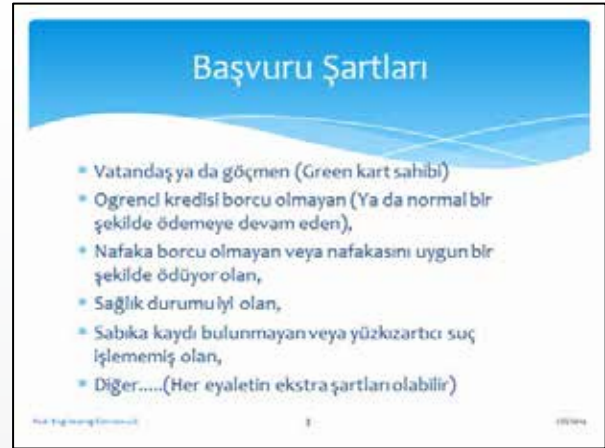 Başvuru Şartları
Vatandaş ya da göçmen (Green kart sahibi)
Ogrenci kredisi borcu olmayan (Ya da normal bir
şekilde ödemeye devam eden),
Nafaka borcu olmayan veya nafakasını uygun bir
şekilde ödüyor olan,
Sağlık durumu iyi olan,
Sabıka kaydı bulunmayan veya yüzkızartıcı suç
işlememiş olan,
Diğer.....(Her eyaletin ekstra şartları olabilir)